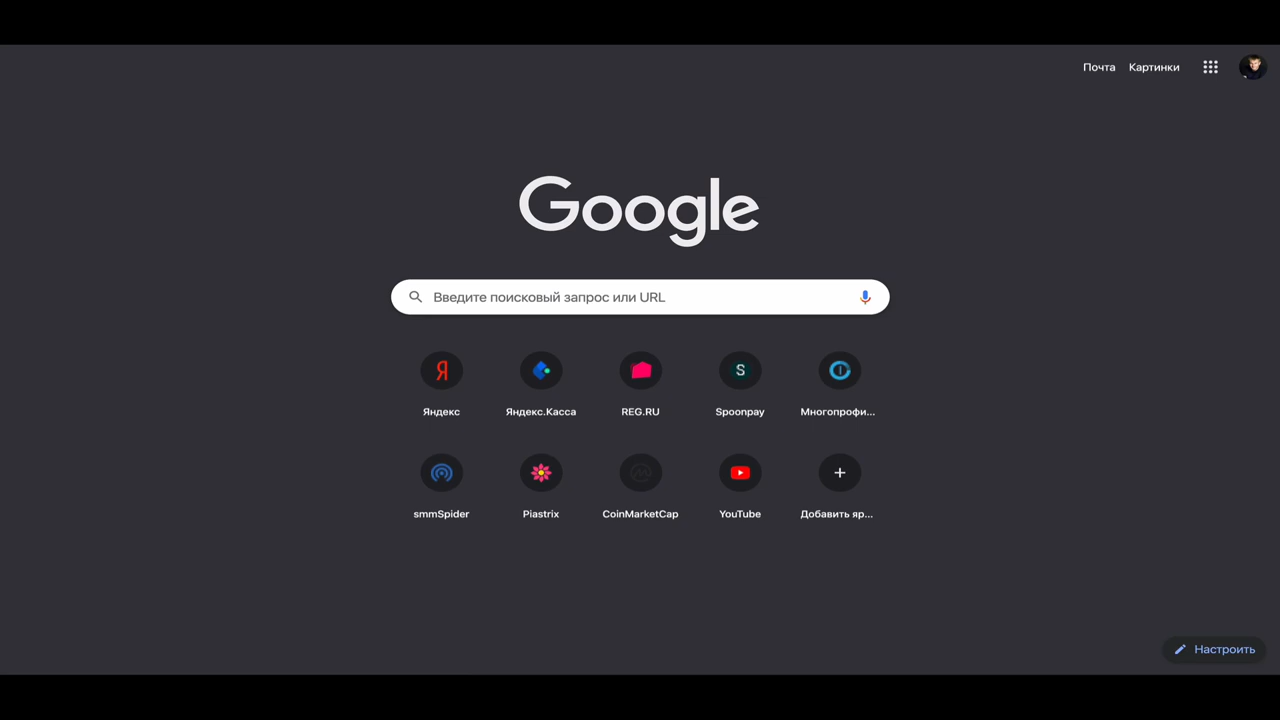 Почта Картинки
Google
Введите поисковый запрос или URL
Я S
Яндекс Яндекс.Касса REG.RU Spoonpay Многопрофи...
smmSpider Piastrix CoinMarketCap YouTube Добавить яр...
Настроить